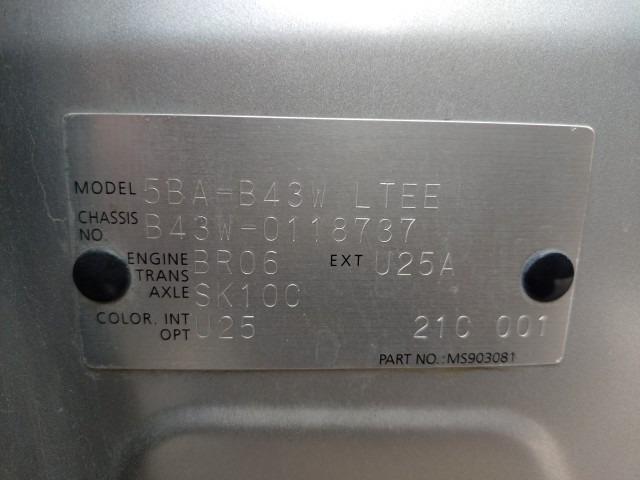 MODEL 5BA-B43W LTEE
CHASSIS NO. B43W-0118737
ENGINE BR06 EXT U25A
TRANS AXLE SK10C
COLOR. INT OPT U25 21C 001
PART NO.:MS903081